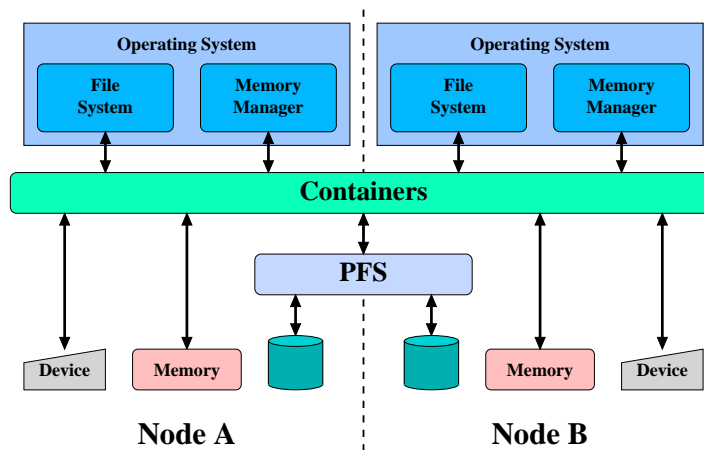 Operating System
File
System
Memory
Manager
Operating System
File
System
Memory
Manager
Containers
PFS
Device
Memory
Memory
Device
Node A
Node B